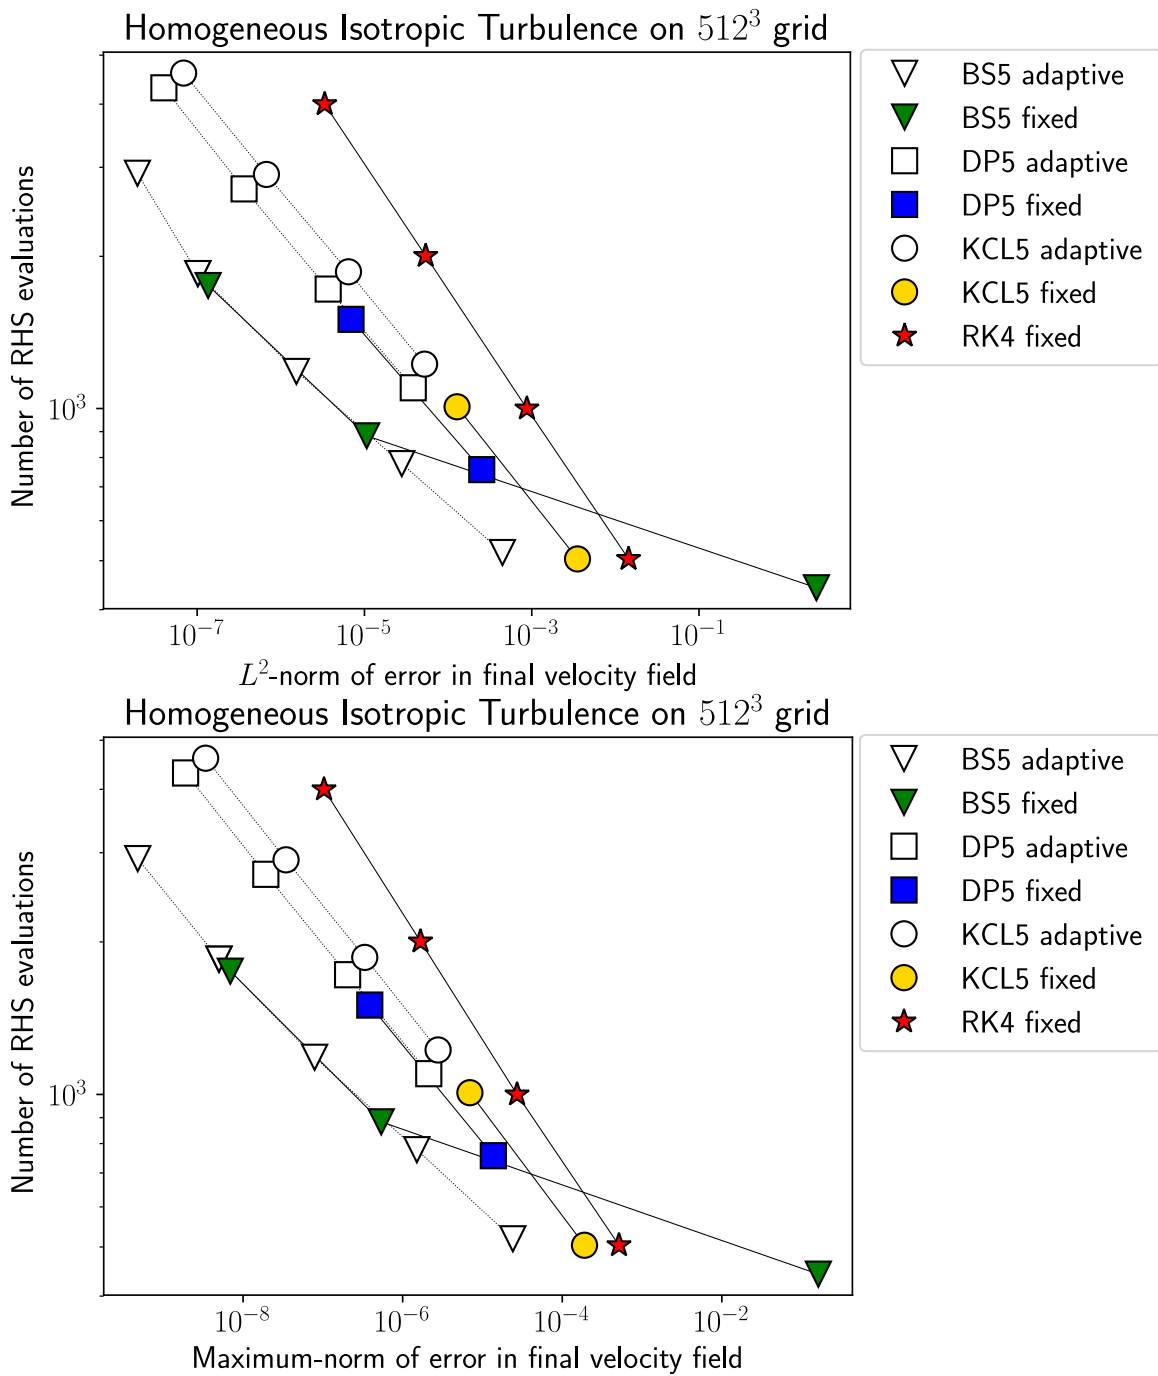 Homogeneous Isotropic Turbulence on 512³ grid
Number of RHS evaluations
10³
10⁻⁷ 10⁻⁵ 10⁻³ 10⁻¹
L²-norm of error in final velocity field
BS5 adaptive
BS5 fixed
DP5 adaptive
DP5 fixed
KCL5 adaptive
KCL5 fixed
RK4 fixed
Homogeneous Isotropic Turbulence on 512³ grid
Number of RHS evaluations
10³
10⁻⁸ 10⁻⁶ 10⁻⁴ 10⁻²
Maximum-norm of error in final velocity field
BS5 adaptive
BS5 fixed
DP5 adaptive
DP5 fixed
KCL5 adaptive
KCL5 fixed
RK4 fixed